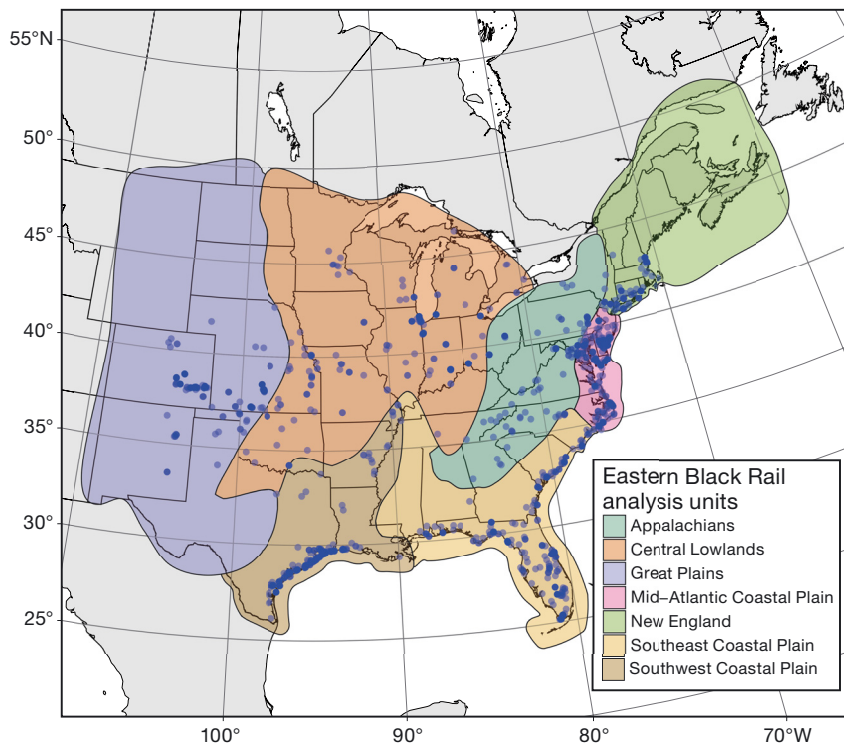 55°N
50°
45°
40°
35°
30°
25°
Eastern Black Rail
analysis units
Appalachians
Central Lowlands
Great Plains
Mid–Atlantic Coastal Plain
New England
Southeast Coastal Plain
Southwest Coastal Plain
100°
90°
80°
70°W